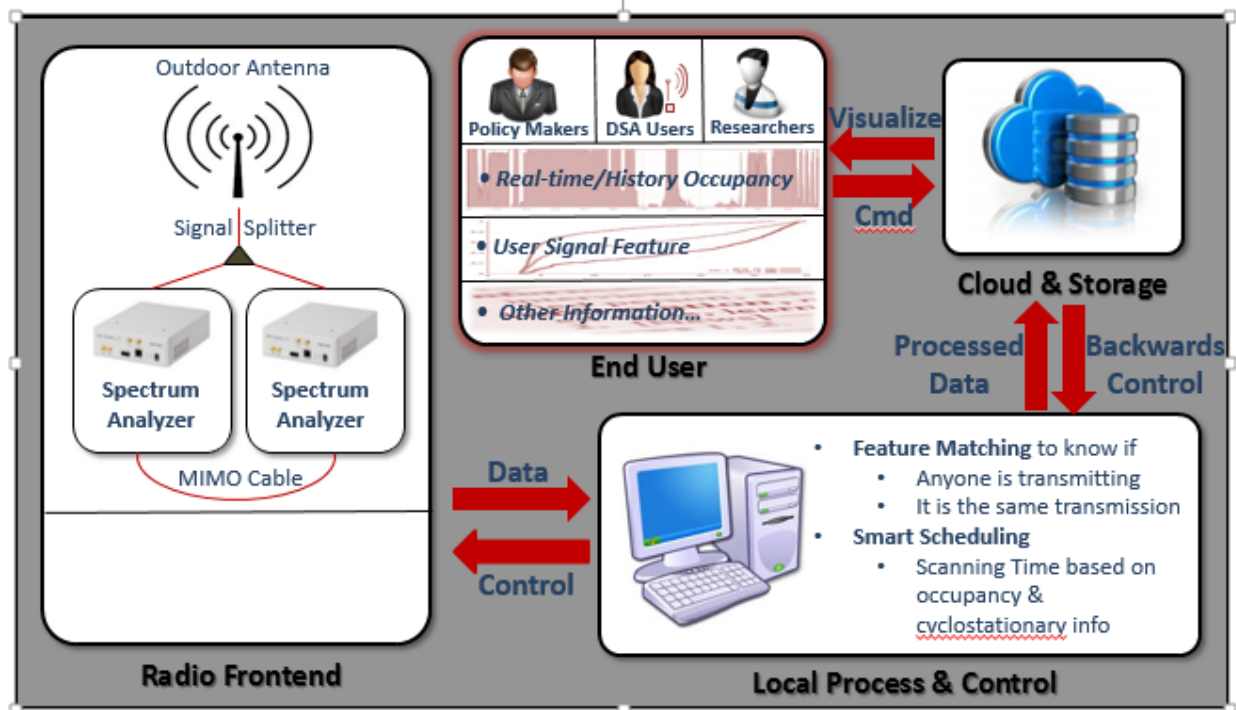 Outdoor Antenna
Signal Splitter
Spectrum
Analyzer
Spectrum
Analyzer
MIMO Cable
Radio Frontend
Policy Makers
DSA Users
Researchers
• Real-time/History Occupancy
• User Signal Feature
• Other Information...
End User
Visualize
Cmd
Cloud & Storage
Processed
Data
Backwards
Control
Data
Control
• Feature Matching to know if
• Anyone is transmitting
• It is the same transmission
• Smart Scheduling
• Scanning Time based on
occupancy &
cyclostationary info
Local Process & Control